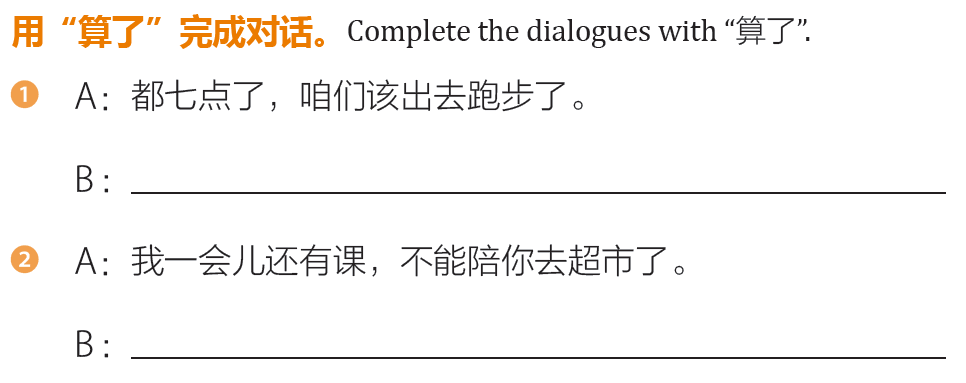 用“算了”完成对话。Complete the dialogues with “算了”.
1 A：都七点了，咱们该出去跑步了。
B：
2 A：我一会儿还有课，不能陪你去超市了。
B：